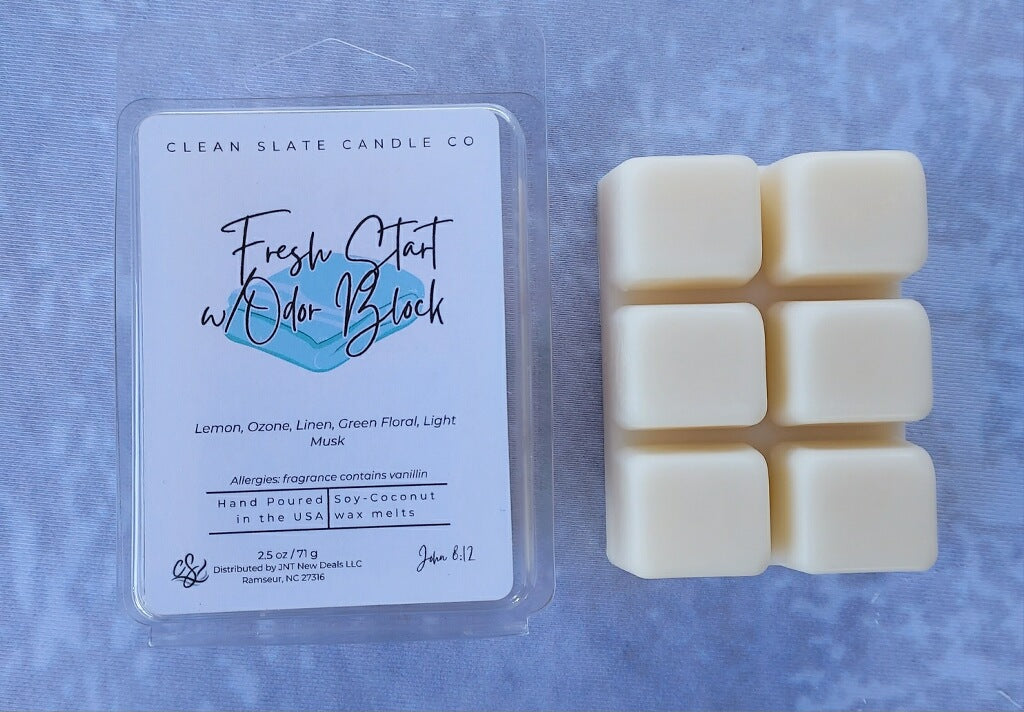 CLEAN SLATE CANDLE CO
Fresh Start
w/Odor Block
Lemon, Ozone, Linen, Green Floral, Light
Musk
Allergies: fragrance contains vanillin
Hand Poured
in the USA
Soy-Coconut
wax melts
2.5 oz / 71 g
Distributed by JNT New Deals LLC
Ramseur, NC 27316
CSC
John 8:12